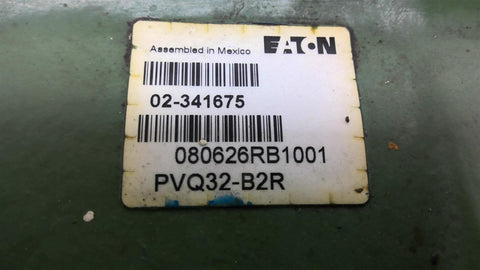 Assembled in Mexico EATON
02-341675
080626RB1001
PVQ32-B2R